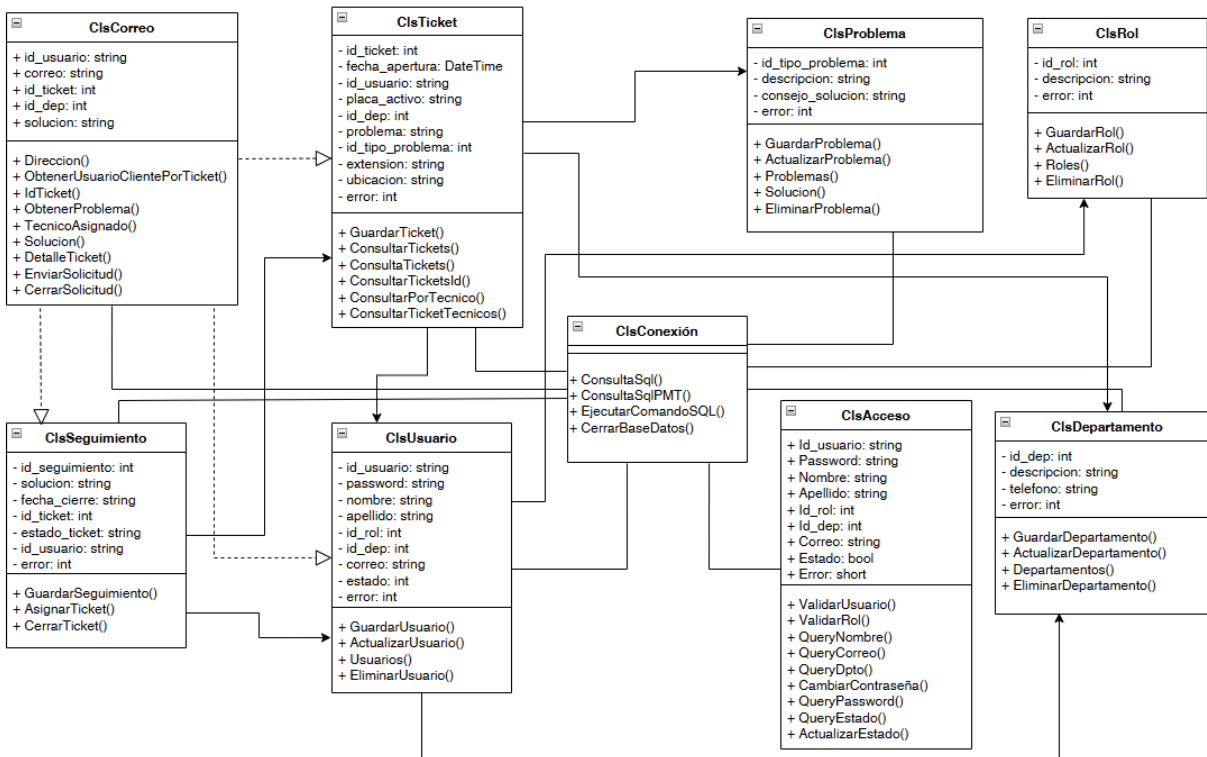 ClsCorreo
+ id_usuario: string
+ correo: string
+ id_ticket: int
+ id_dep: int
+ solucion: string
+ Direccion()
+ ObtenerUsuarioClientePorTicket()
+ IdTicket()
+ ObtenerProblema()
+ TecnicoAsignado()
+ Solucion()
+ DetalleTicket()
+ EnviarSolicitud()
+ CerrarSolicitud()
ClsTicket
- id_ticket: int
- fecha_apertura: DateTime
- id_usuario: string
- placa_activo: string
- id_dep: int
- problema: string
- id_tipo_problema: int
- extension: string
- ubicacion: string
- error: int
+ GuardarTicket()
+ ConsultarTickets()
+ ConsultaTickets()
+ ConsultarTicketsId()
+ ConsultarPorTecnico()
+ ConsultarTicketTecnicos()
ClsProblema
- id_tipo_problema: int
- descripcion: string
- consejo_solucion: string
- error: int
+ GuardarProblema()
+ ActualizarProblema()
+ Problemas()
+ Solucion()
+ EliminarProblema()
ClsRol
- id_rol: int
- descripcion: string
- error: int
+ GuardarRol()
+ ActualizarRol()
+ Roles()
+ EliminarRol()
ClsConexión
+ ConsultaSql()
+ ConsultaSqlPMT()
+ EjecutarComandoSQL()
+ CerrarBaseDatos()
ClsSeguimiento
- id_seguimiento: int
- solucion: string
- fecha_cierre: string
- id_ticket: int
- estado_ticket: string
- id_usuario: string
- error: int
+ GuardarSeguimiento()
+ AsignarTicket()
+ CerrarTicket()
ClsUsuario
- id_usuario: string
- password: string
- nombre: string
- apellido: string
- id_rol: int
- id_dep: int
- correo: string
- estado: int
- error: int
+ GuardarUsuario()
+ ActualizarUsuario()
+ Usuarios()
+ EliminarUsuario()
ClsAcceso
+ Id_usuario: string
+ Password: string
+ Nombre: string
+ Apellido: string
+ Id_rol: int
+ Id_dep: int
+ Correo: string
+ Estado: bool
+ Error: short
+ ValidarUsuario()
+ ValidarRol()
+ QueryNombre()
+ QueryCorreo()
+ QueryDpto()
+ CambiarContraseña()
+ QueryPassword()
+ QueryEstado()
+ ActualizarEstado()
ClsDepartamento
- id_dep: int
- descripcion: string
- telefono: string
- error: int
+ GuardarDepartamento()
+ ActualizarDepartamento()
+ Departamentos()
+ EliminarDepartamento()